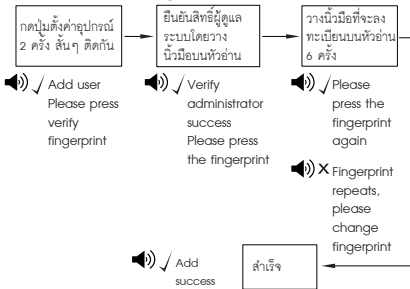 กดปุ่มตั้งค่าอุปกรณ์
2 ครั้ง สั้นๆ ติดกัน
ยืนยันสิทธิ์ผู้ดูแล
ระบบโดยวาง
นิ้วมือบนหัวอ่าน
วางนิ้วมือที่จะลง
ทะเบียนบนหัวอ่าน
6 ครั้ง
Add user
Please press
verify
fingerprint
Verify
administrator
success
Please press
the fingerprint
Please
press the
fingerprint
again
Fingerprint
repeats,
please
change
fingerprint
Add
success
สำเร็จ